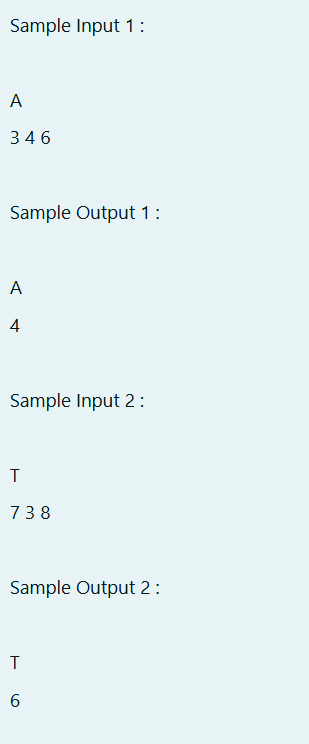 Sample Input 1 :
A
3 4 6
Sample Output 1 :
A
4
Sample Input 2 :
T
7 3 8
Sample Output 2 :
T
6